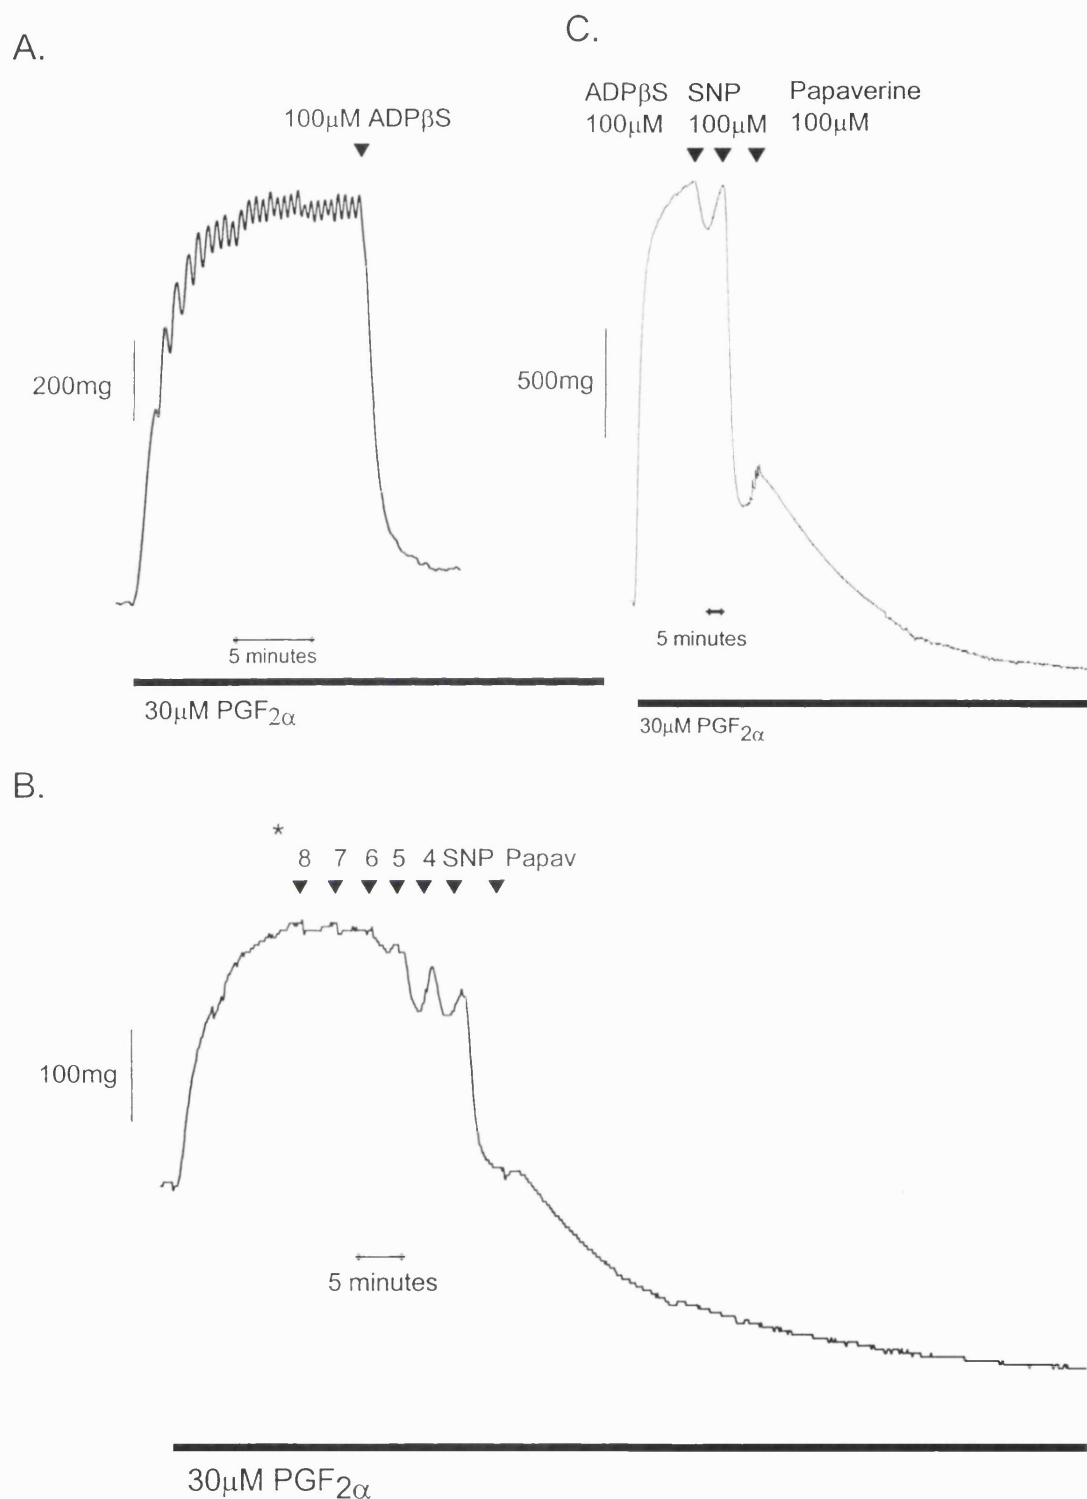 A.
100μM ADPβS
200mg
5 minutes
30μM PGF2α
C.
ADPβS SNP Papaverine
100μM 100μM 100μM
500mg
5 minutes
30μM PGF2α
B.
*
8 7 6 5 4 SNP Papav
100mg
5 minutes
30μM PGF2α